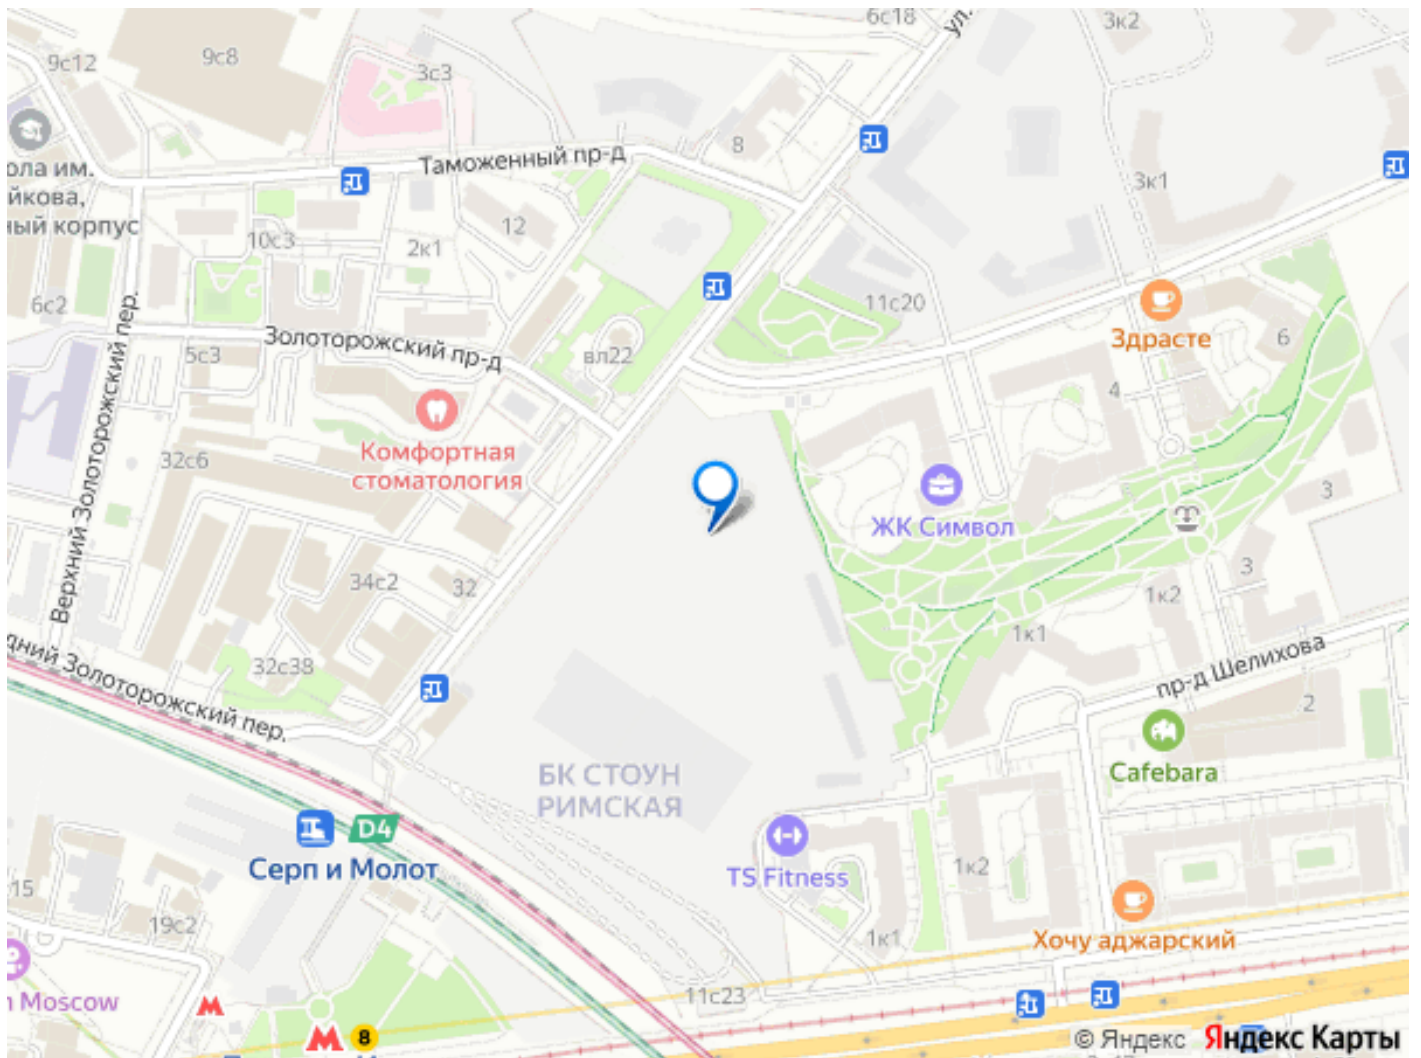 6с18
ул.
3к2
9с12
9с8
3с3
8
Таможенный пр-д
ола им.
йкова,
ный корпус
3к1
12
10с3
2к1
6с2
11с20
Золоторожский пр-д
5с3
вл22
Здрасте
6
4
Верхний Золоторожский пер.
Комфортная
стоматология
32с6
3
ЖК Символ
34с2
32
3
1к2
1к1
32с38
дний Золоторожский пер.
пр-д Шелихова
2
БК СТОУН
РИМСКАЯ
Cafebara
D4
Серп и Молот
TS Fitness
1к2
15
19с2
1к1
Хочу аджарский
Moscow
11с23
8
© Яндекс Яндекс Карты